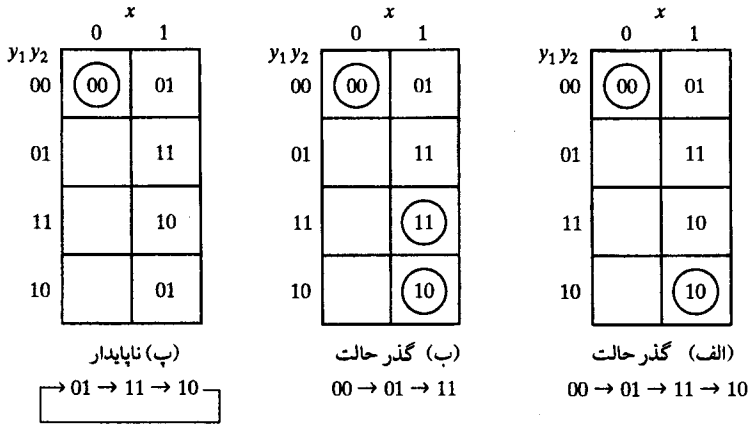 x x x
0 1 0 1 0 1
y₁ y₂ y₁ y₂ y₁ y₂
00 00 01 00 00 01 00 00 01
01 11 01 11 01 11
11 10 11 11 11 10
10 01 10 10 10 10
(پ) ناپایدار (ب) گذر حالت (الف) گذر حالت
→ 01 → 11 → 10 00 → 01 → 11 00 → 01 → 11 → 10